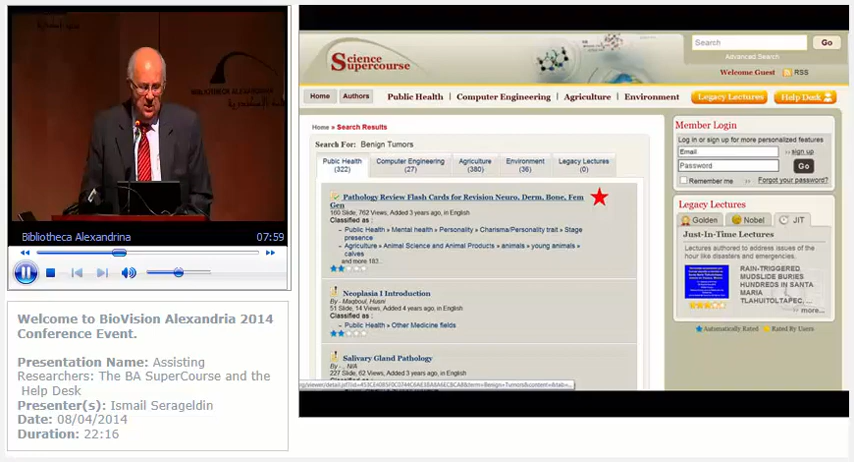 BIBLIOTHECA ALEXANDRINA
Bibliotheca Alexandrina
07:59
Welcome to BioVision Alexandria 2014
Conference Event.
Presentation Name: Assisting
Researchers: The BA SuperCourse and the
Help Desk
Presenter(s): Ismail Serageldin
Date: 08/04/2014
Duration: 22:16
Science
Supercourse
Search
Go
Advanced Search
Welcome Guest
RSS
Home
Authors
Public Health | Computer Engineering | Agriculture | Environment
Legacy Lectures
Help Desk
Home » Search Results
Search For: Benign Tumors
Pubic Health
(322)
Computer Engineering
(27)
Agriculture
(380)
Environment
(36)
Legacy Lectures
(0)
Pathology Review Flash Cards for Revision Neuro, Derm, Bone, Fem
Gen
160 Slide, 762 Views, Added 3 years ago, in English
Classified as :
Public Health » Mental health » Personality » Charisma/Personality trait » Stage
presence
Agriculture » Animal Science and Animal Products » animals » young animals »
calves
and more 183...
Neoplasia I Introduction
By - Maqbool, Husni
51 Slide, 14 Views, Added 4 years ago, in English
Classified as :
Public Health » Other Medicine fields
Salivary Gland Pathology
By - , N/A
227 Slide, 62 Views, Added 3 years ago, in English
Member Login
Log in or sign up for more personalized features
Email
›› sign up
Password
Go
Remember me
›› Forgot your password?
Legacy Lectures
Golden
Nobel
JIT
Just-In-Time Lectures
Lectures authored to address issues of the
hour like disasters and emergencies.
RAIN-TRIGGERED
MUDSLIDE BURIES
HUNDREDS IN SANTA
MARIA
TLAHUITOLTAPEC, ...
›› more...
Automatically Rated
Rated By Users